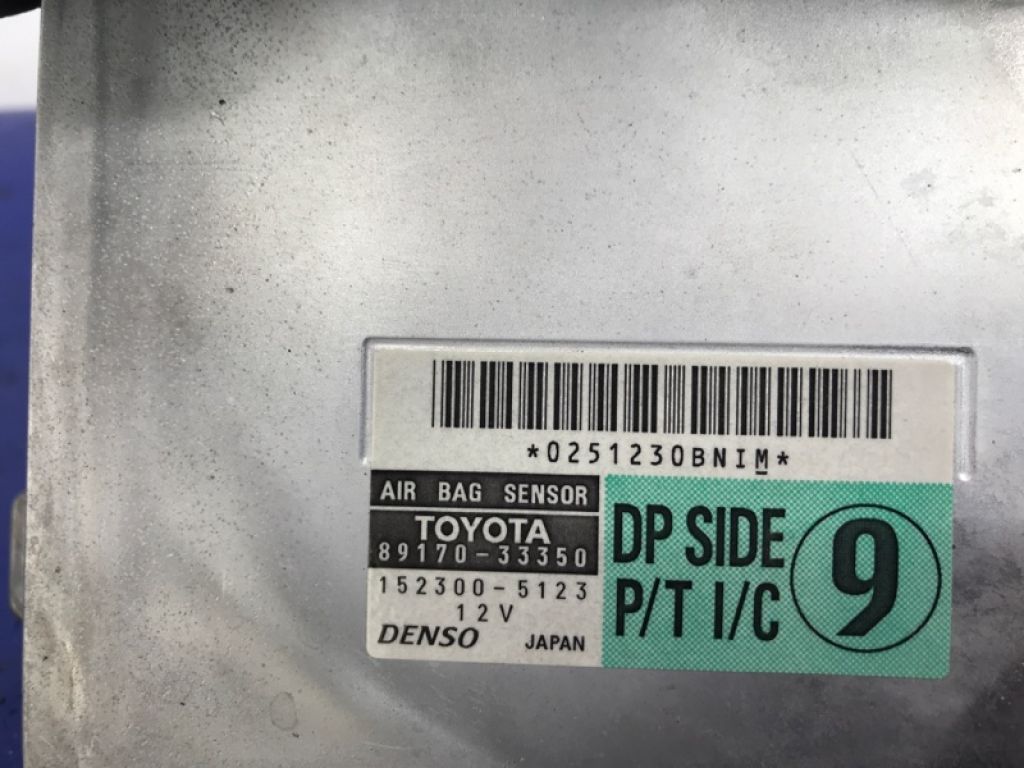 *0251230BNIM*
AIR BAG SENSOR
TOYOTA
89170-33350
152300-5123
12V
DENSO JAPAN
DP SIDE
P/T I/C
9